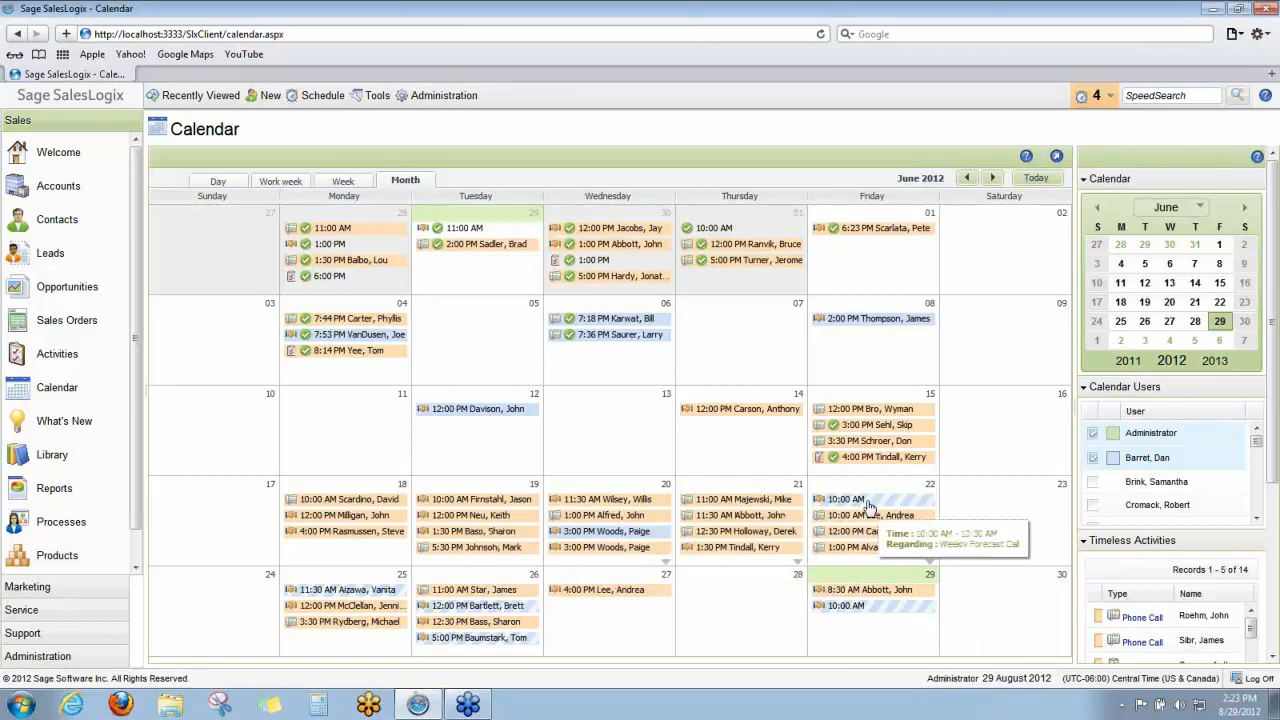 Sage SalesLogix - Calendar
http://localhost:3333/SlxClient/calendar.aspx
Google
Apple Yahoo! Google Maps YouTube
Sage SalesLogix - Cale...
Sage SalesLogix
Recently Viewed New Schedule Tools Administration
4 SpeedSearch
Sales
Welcome
Accounts
Contacts
Leads
Opportunities
Sales Orders
Activities
Calendar
What's New
Library
Reports
Processes
Products
Marketing
Service
Support
Administration
Calendar
Day Work week Week Month
June 2012 Today
Sunday Monday Tuesday Wednesday Thursday Friday Saturday
27 28 29 30 31 01 02
11:00 AM 11:00 AM 12:00 PM Jacobs, Jay 10:00 AM 6:23 PM Scarlata, Pete
1:00 PM 2:00 PM Sadler, Brad 1:00 PM Abbott, John 12:00 PM Ranvik, Bruce
1:30 PM Balbo, Lou 1:00 PM 5:00 PM Turner, Jerome
6:00 PM 5:00 PM Hardy, Jonat...
03 04 05 06 07 08 09
7:44 PM Carter, Phyllis 7:18 PM Karwat, Bill 2:00 PM Thompson, James
7:53 PM VanDusen, Joe 7:36 PM Saurer, Larry
8:14 PM Yee, Tom
10 11 12 13 14 15 16
12:00 PM Davison, John 12:00 PM Carson, Anthony 12:00 PM Bro, Wyman
3:00 PM Sehl, Skip
3:30 PM Schroer, Don
4:00 PM Tindall, Kerry
17 18 19 20 21 22 23
10:00 AM Scardino, David 10:00 AM Firnstahl, Jason 11:30 AM Wilsey, Willis 11:00 AM Majewski, Mike 10:00 AM
12:00 PM Milligan, John 12:00 PM Neu, Keith 1:00 PM Alfred, John 11:30 AM Abbott, John 10:00 AM Andrea
4:00 PM Rasmussen, Steve 1:30 PM Bass, Sharon 3:00 PM Woods, Paige 12:30 PM Holloway, Derek 12:00 PM
5:30 PM Johnsoh, Mark 3:00 PM Woods, Paige 1:30 PM Tindall, Kerry 1:00 PM
Time : 10:00 AM - 10:30 AM
Regarding : Weekly Forecast Call
24 25 26 27 28 29 30
11:30 AM Aizawa, Vanita 11:00 AM Star, James 4:00 PM Lee, Andrea 8:30 AM Abbott, John
12:00 PM McClellan, Jenni... 12:00 PM Bartlett, Brett 10:00 AM
3:30 PM Rydberg, Michael 12:30 PM Bass, Sharon
5:00 PM Baumstark, Tom
Calendar
June
S M T W T F S
27 28 29 30 31 1 2
3 4 5 6 7 8 9
10 11 12 13 14 15 16
17 18 19 20 21 22 23
24 25 26 27 28 29 30
1 2 3 4 5 6 7
2011 2012 2013
Calendar Users
User
Administrator
Barret, Dan
Brink, Samantha
Cromack, Robert
Timeless Activities
Records 1 - 5 of 14
Type Name
Phone Call Roehm, John
Phone Call Sibr, James
© 2012 Sage Software Inc. All Rights Reserved.
Administrator 29 August 2012 (UTC-06:00) Central Time (US & Canada) Log Off
2:23 PM
8/29/2012